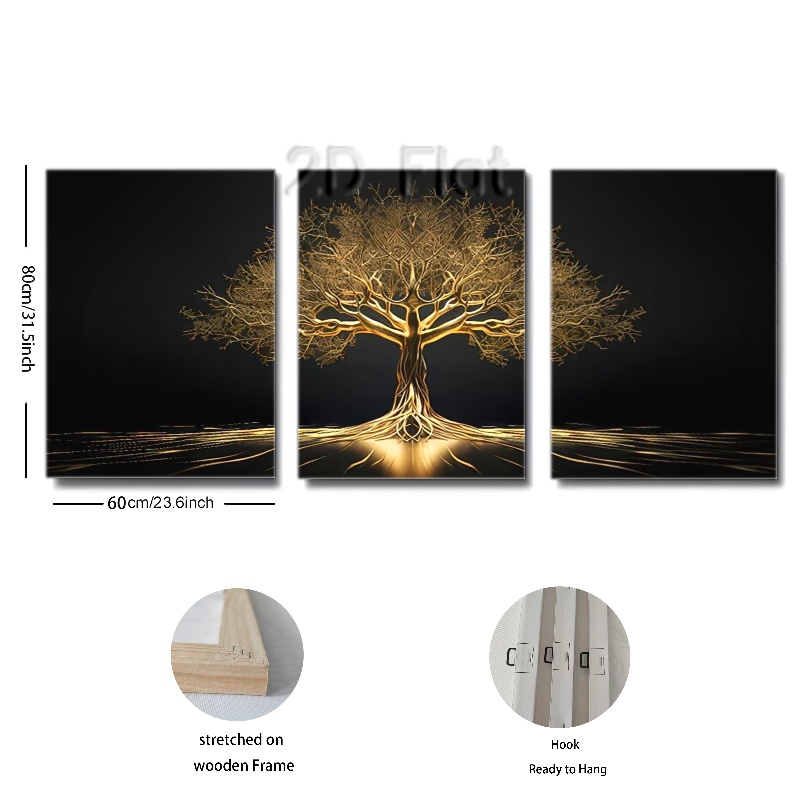 2D Flat
80cm/31.5inch
60cm/23.6inch
stretched on
wooden Frame
Hook
Ready to Hang